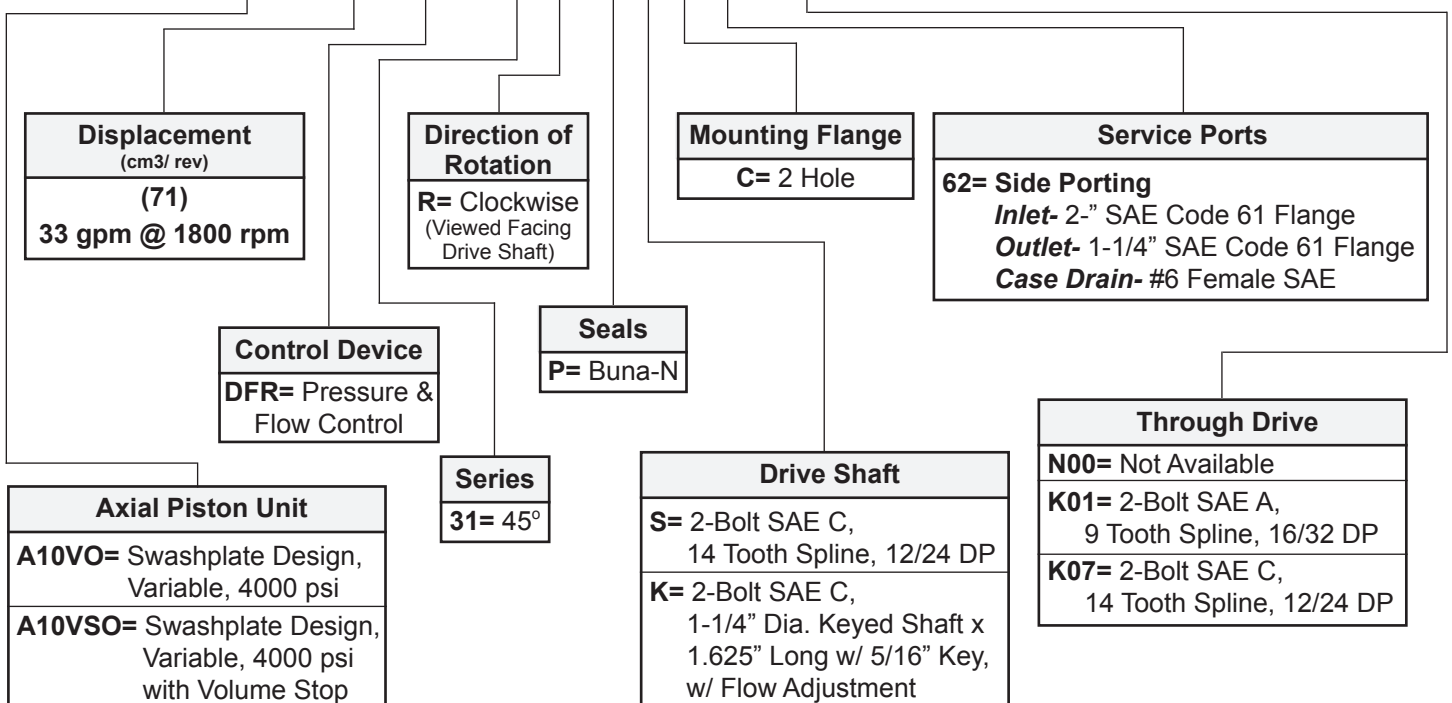 Displacement
(cm3/ rev)
(71)
33 gpm @ 1800 rpm
Direction of
Rotation
R= Clockwise
(Viewed Facing
Drive Shaft)
Mounting Flange
C= 2 Hole
Service Ports
62= Side Porting
Inlet- 2-” SAE Code 61 Flange
Outlet- 1-1/4” SAE Code 61 Flange
Case Drain- #6 Female SAE
Control Device
DFR= Pressure &
Flow Control
Seals
P= Buna-N
Series
31= 45º
Axial Piston Unit
A10VO= Swashplate Design,
Variable, 4000 psi
A10VSO= Swashplate Design,
Variable, 4000 psi
with Volume Stop
Drive Shaft
S= 2-Bolt SAE C,
14 Tooth Spline, 12/24 DP
K= 2-Bolt SAE C,
1-1/4” Dia. Keyed Shaft x
1.625” Long w/ 5/16” Key,
w/ Flow Adjustment
Through Drive
N00= Not Available
K01= 2-Bolt SAE A,
9 Tooth Spline, 16/32 DP
K07= 2-Bolt SAE C,
14 Tooth Spline, 12/24 DP